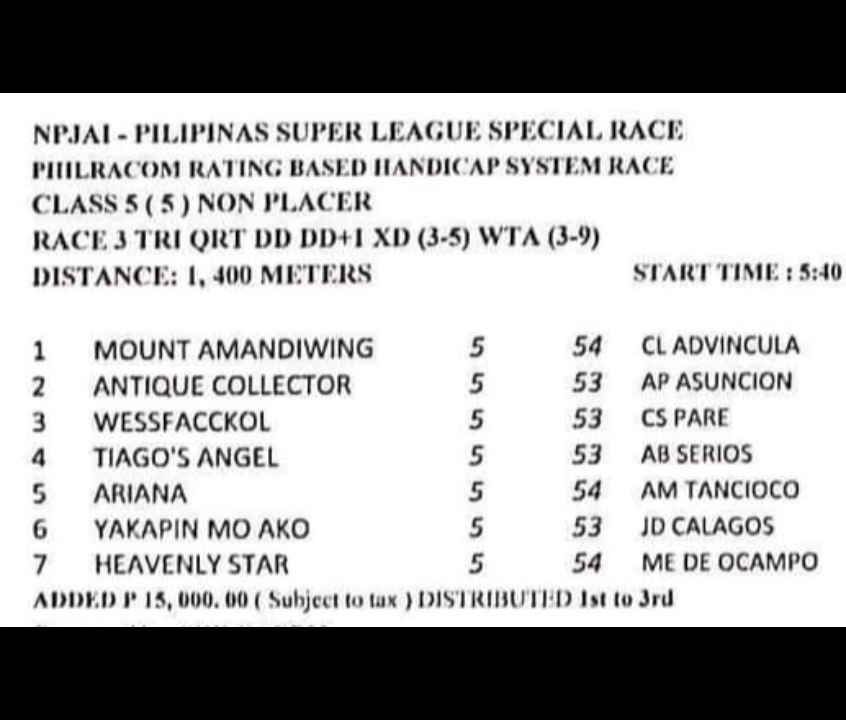 NPJAI - PILIPINAS SUPER LEAGUE SPECIAL RACE
PHILRACOM RATING BASED HANDICAP SYSTEM RACE
CLASS 5 ( 5 ) NON PLACER
RACE 3 TRI QRT DD DD+1 XD (3-5) WTA (3-9)
DISTANCE: 1, 400 METERS START TIME : 5:40
1 MOUNT AMANDIWING 5 54 CL ADVINCULA
2 ANTIQUE COLLECTOR 5 53 AP ASUNCION
3 WESSFACCKOL 5 53 CS PARE
4 TIAGO'S ANGEL 5 53 AB SERIOS
5 ARIANA 5 54 AM TANCIOCO
6 YAKAPIN MO AKO 5 53 JD CALAGOS
7 HEAVENLY STAR 5 54 ME DE OCAMPO
ADDED P 15, 000. 00 ( Subject to tax ) DISTRIBUTED 1st to 3rd